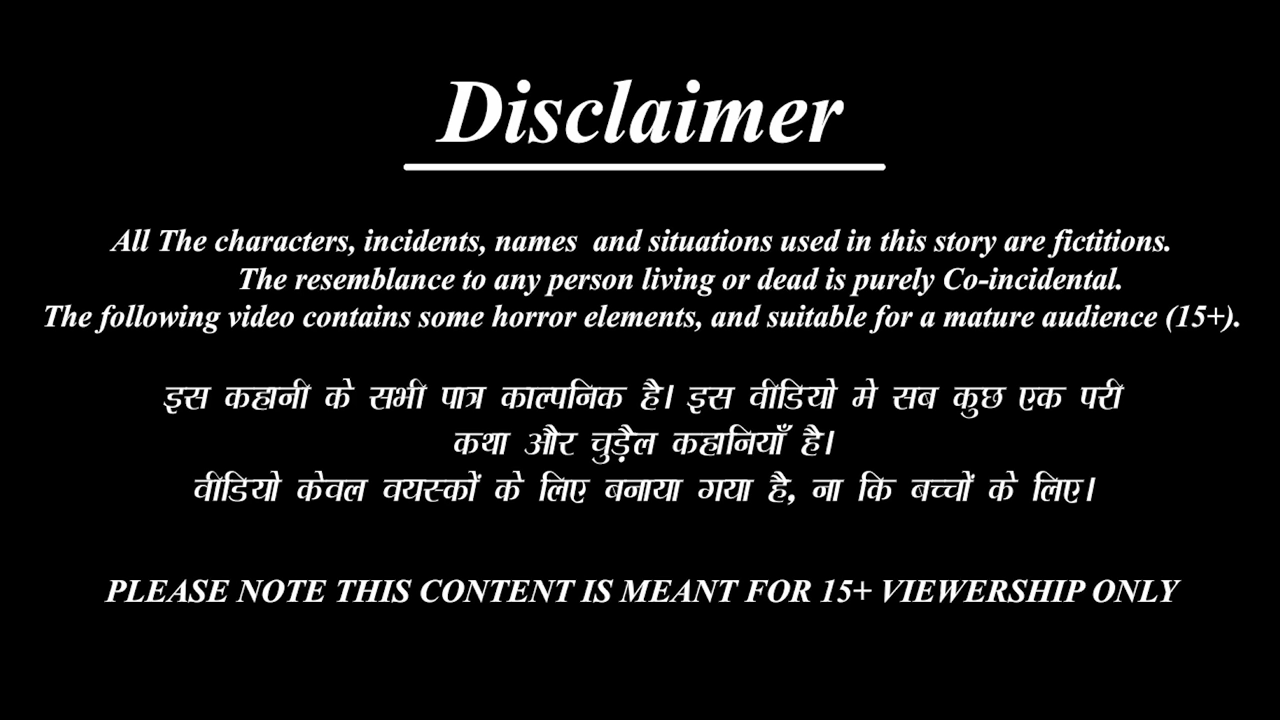 Disclaimer
All The characters, incidents, names and situations used in this story are fictitions.
The resemblance to any person living or dead is purely Co-incidental.
The following video contains some horror elements, and suitable for a mature audience (15+).
इस कहानी के सभी पात्र काल्पनिक है। इस वीडियो मे सब कुछ एक परी
कथा और चुड़ैल कहानियाँ है।
वीडियो केवल वयस्कों के लिए बनाया गया है, ना कि बच्चों के लिए।
PLEASE NOTE THIS CONTENT IS MEANT FOR 15+ VIEWERSHIP ONLY